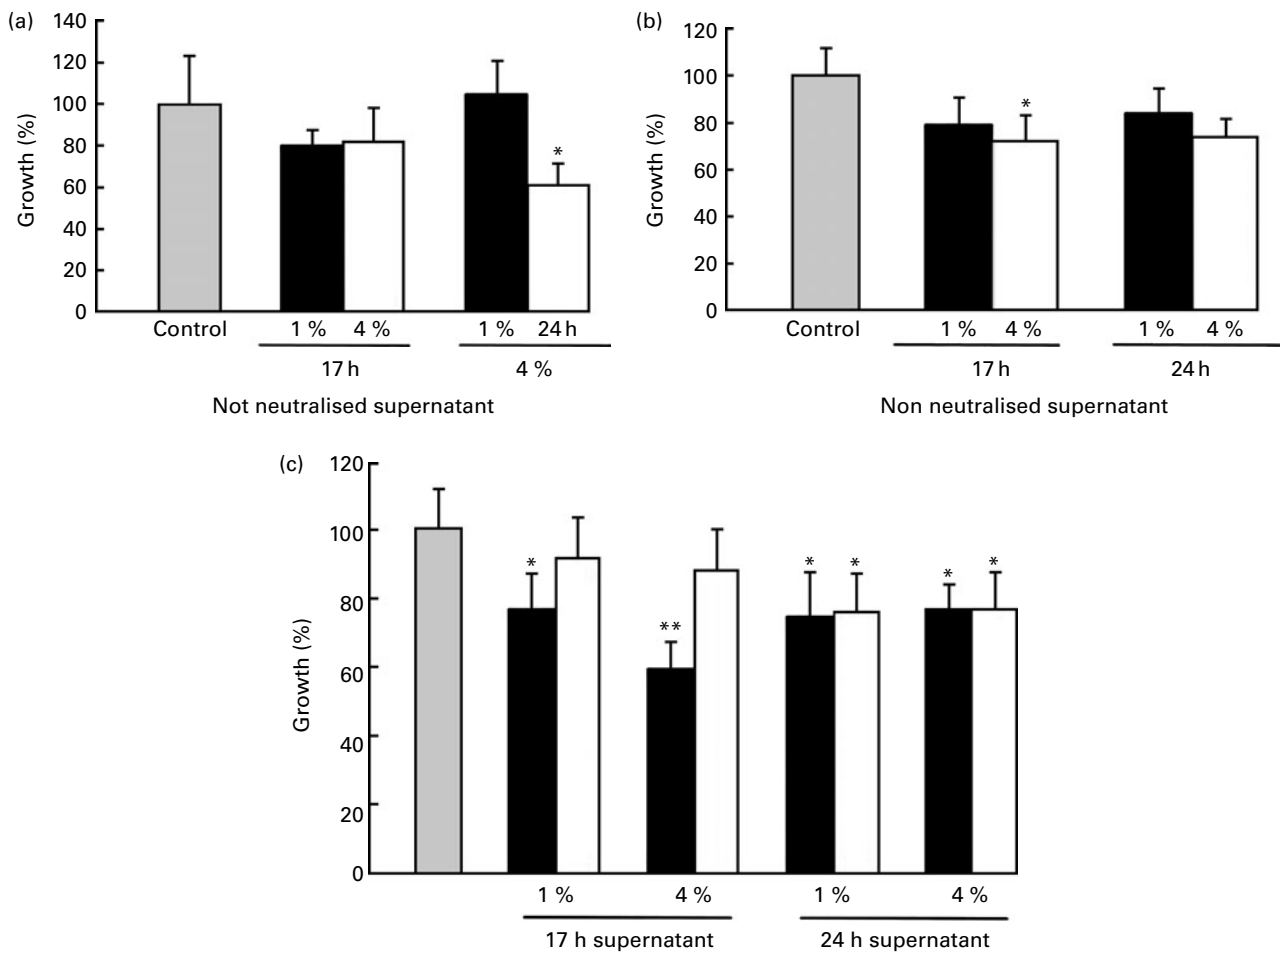 (a)
140
120
100
80
60
40
20
0
Growth (%)
*
Control
1 % 4 %
1 % 24 h
17 h
4 %
Not neutralised supernatant
(b)
120
100
80
60
40
20
0
Growth (%)
*
Control
1 % 4 %
1 % 4 %
17 h
24 h
Non neutralised supernatant
(c)
120
100
80
60
40
20
0
Growth (%)
*
**
* *
* *
1 % 4 %
1 % 4 %
17 h supernatant
24 h supernatant